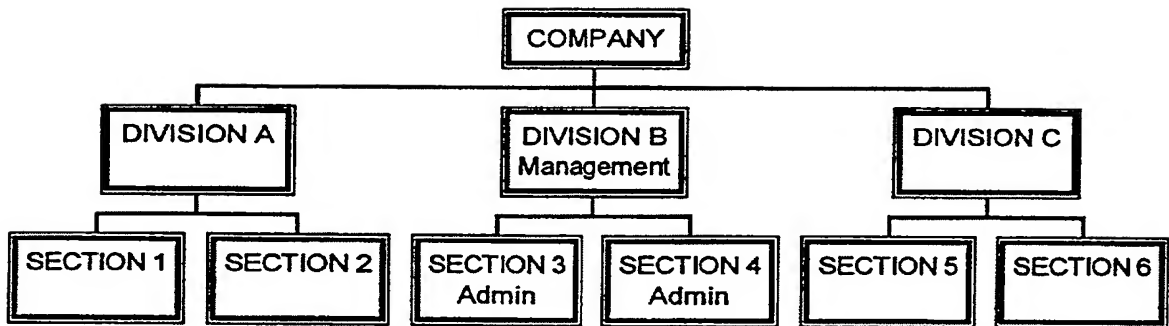 COMPANY
DIVISION A
DIVISION B
Management
DIVISION C
SECTION 1
SECTION 2
SECTION 3
Admin
SECTION 4
Admin
SECTION 5
SECTION 6